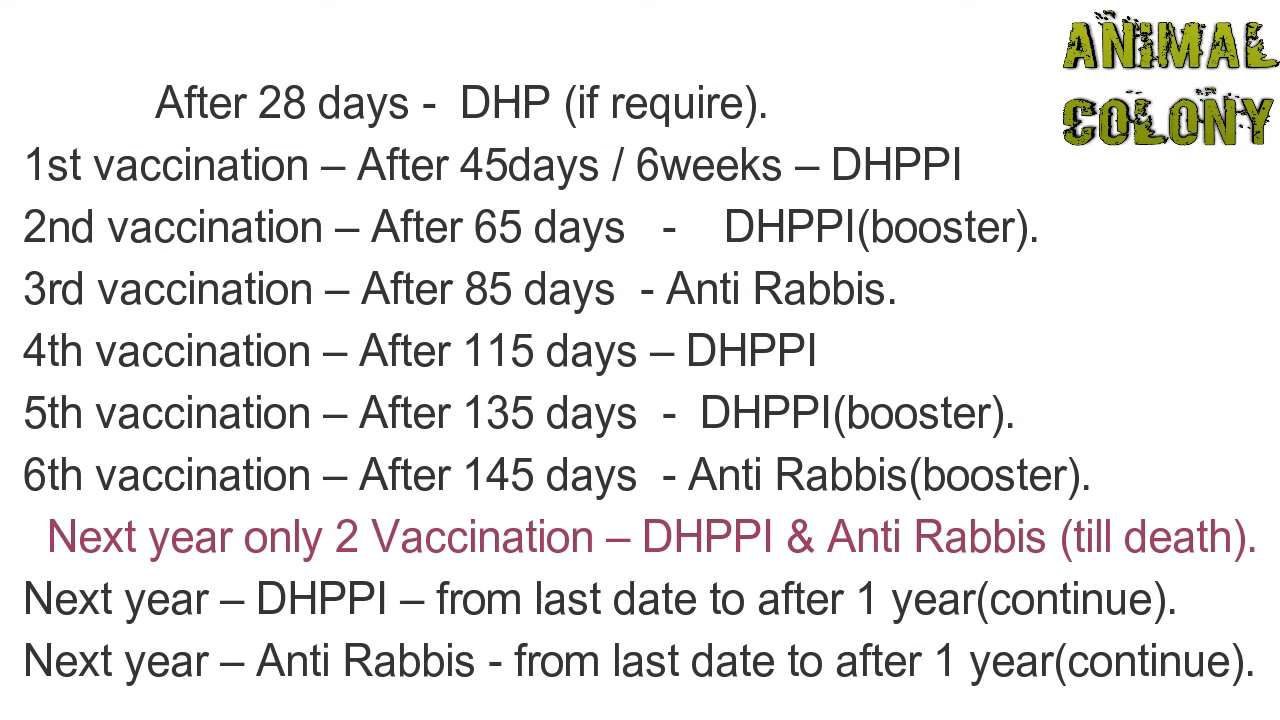 ANIMAL
COLONY
After 28 days - DHP (if require).
1st vaccination – After 45days / 6weeks – DHPPI
2nd vaccination – After 65 days - DHPPI(booster).
3rd vaccination – After 85 days - Anti Rabbis.
4th vaccination – After 115 days – DHPPI
5th vaccination – After 135 days - DHPPI(booster).
6th vaccination – After 145 days - Anti Rabbis(booster).
Next year only 2 Vaccination – DHPPI & Anti Rabbis (till death).
Next year – DHPPI – from last date to after 1 year(continue).
Next year – Anti Rabbis - from last date to after 1 year(continue).